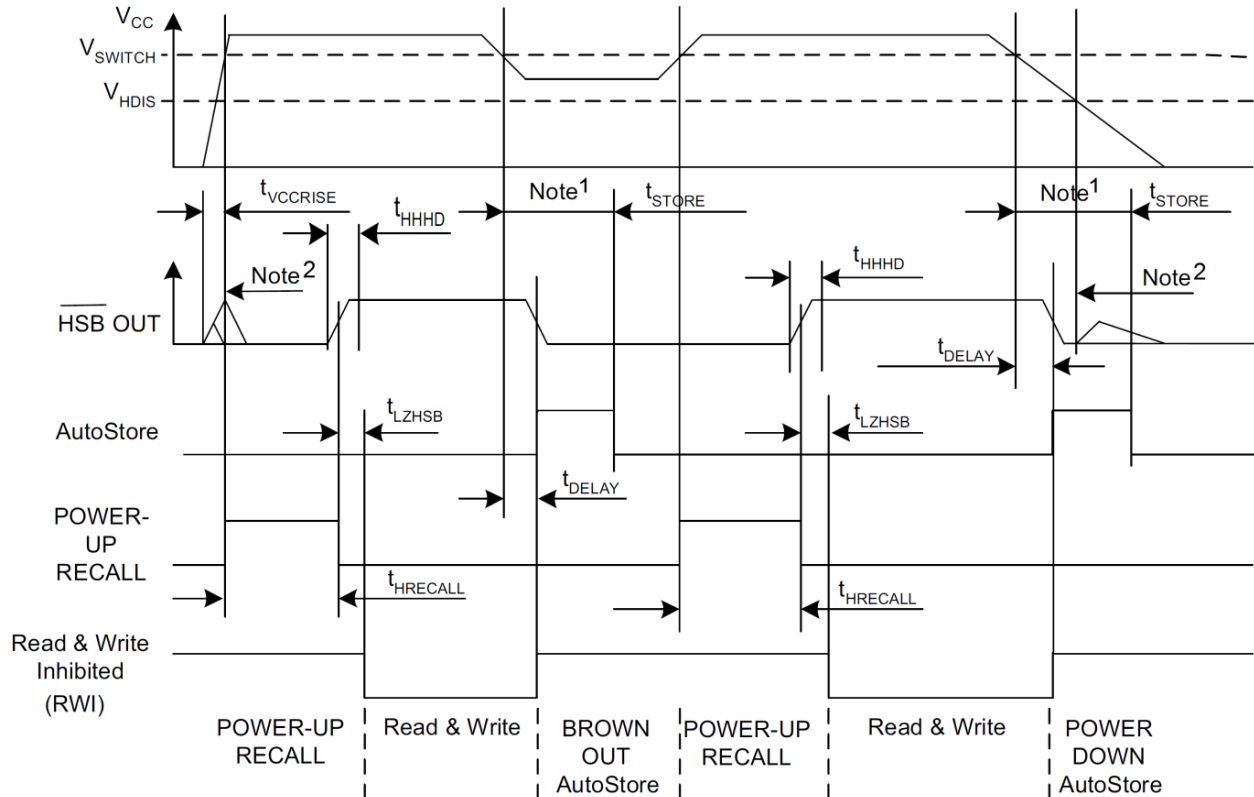 VCC
VSWITCH
VHDIS
tVCCRISE
Note1
tSTORE
Note1
tSTORE
tHHHD
tHHHD
Note2
Note2
HSB OUT
tDELAY
tLZHSB
tLZHSB
AutoStore
tDELAY
POWER-
UP
RECALL
tHRECALL
tHRECALL
Read & Write
Inhibited
(RWI)
POWER-UP
RECALL
Read & Write
BROWN
OUT
AutoStore
POWER-UP
RECALL
Read & Write
POWER
DOWN
AutoStore